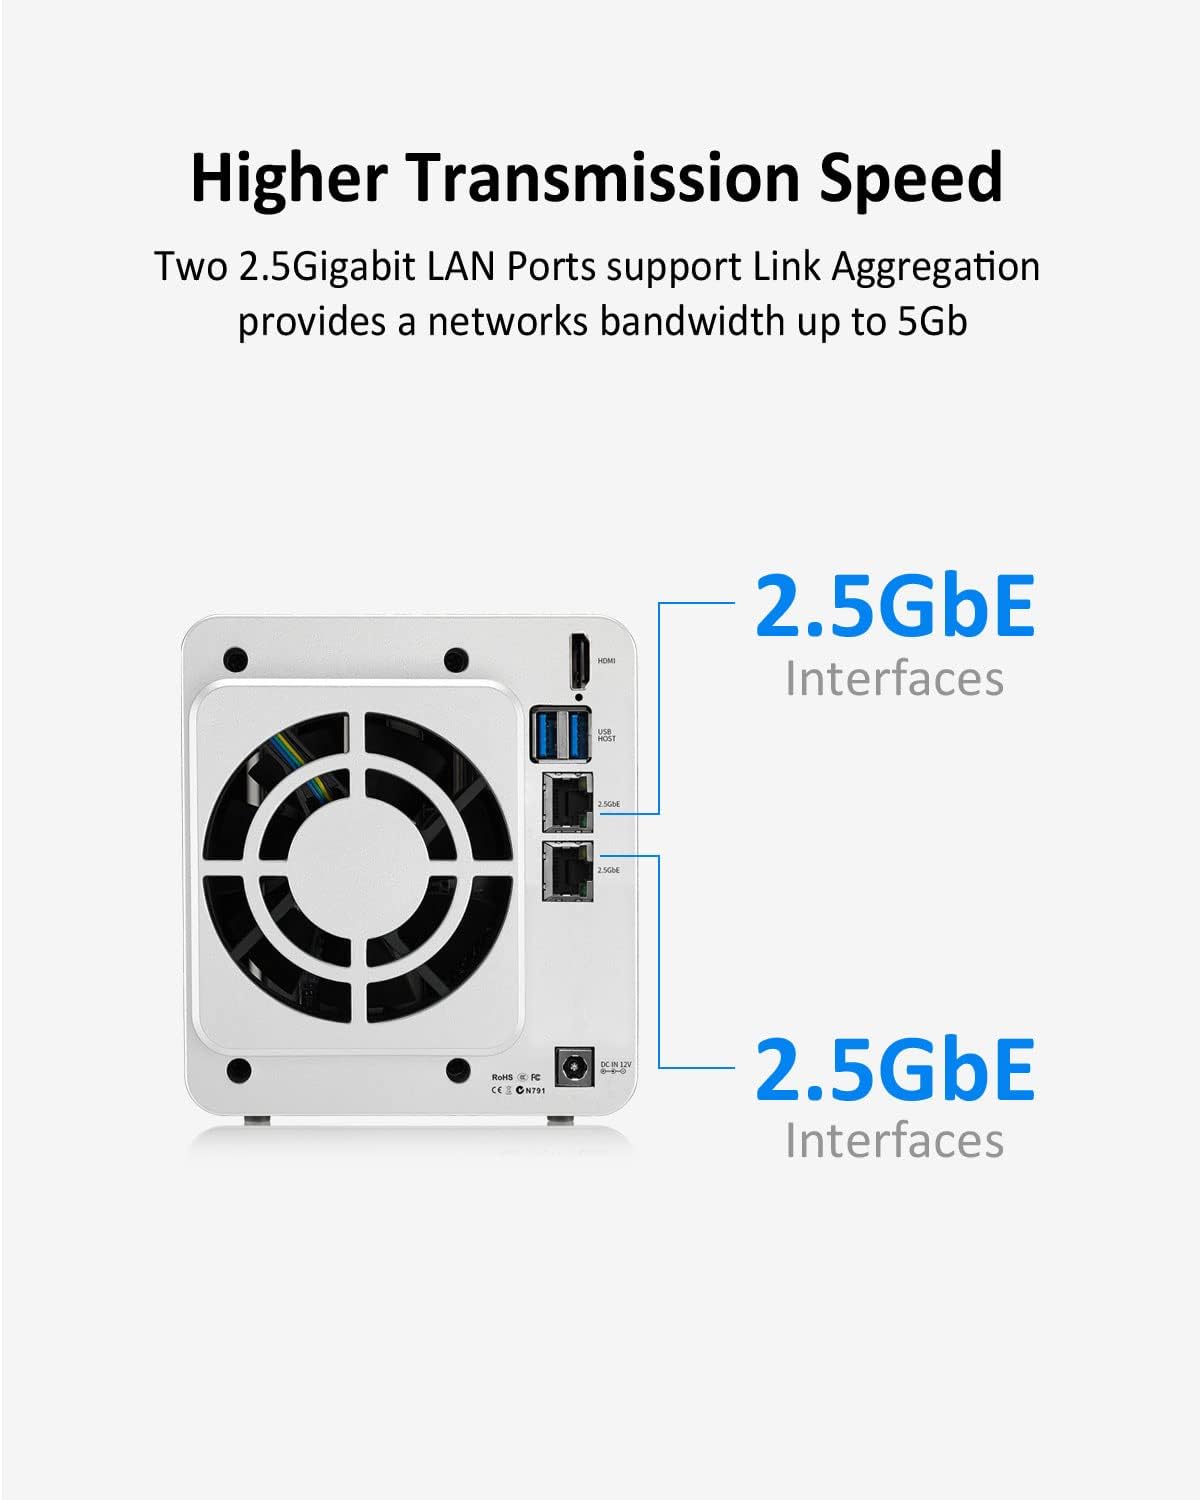 Higher Transmission Speed
Two 2.5Gigabit LAN Ports support Link Aggregation
provides a networks bandwidth up to 5Gb
2.5GbE
Interfaces
HDMI
USB
HOST
2.5GbE
2.5GbE
2.5GbE
Interfaces
DC IN 12V
RoHS FC
CE N791